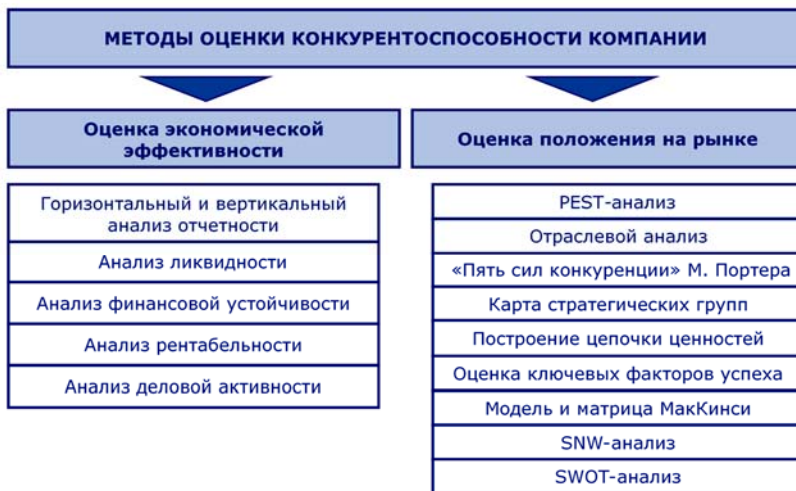 МЕТОДЫ ОЦЕНКИ КОНКУРЕНТОСПОСОБНОСТИ КОМПАНИИ
Оценка экономической
эффективности
Горизонтальный и вертикальный
анализ отчетности
Анализ ликвидности
Анализ финансовой устойчивости
Анализ рентабельности
Анализ деловой активности
Оценка положения на рынке
PEST-анализ
Отраслевой анализ
«Пять сил конкуренции» М. Портера
Карта стратегических групп
Построение цепочки ценностей
Оценка ключевых факторов успеха
Модель и матрица МакКинси
SNW-анализ
SWOT-анализ